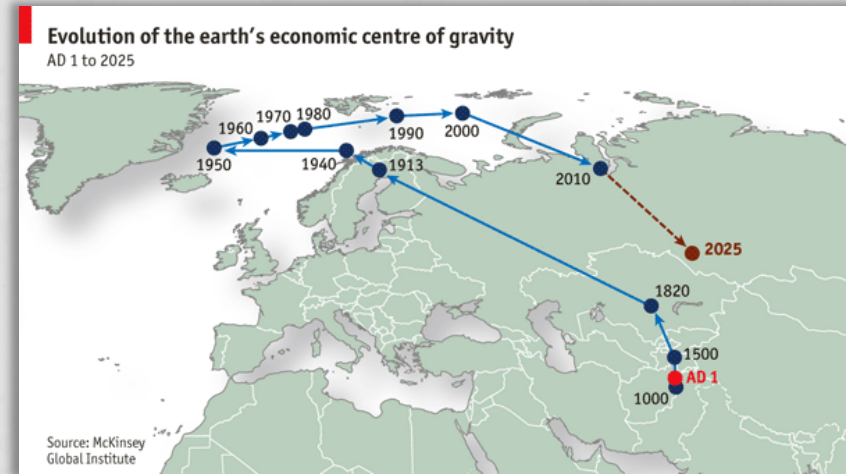 Evolution of the earth's economic centre of gravity
AD 1 to 2025
1960
1970
1980
1990
2000
1950
1940
1913
2010
2025
1820
1500
AD 1
1000
Source: McKinsey
Global Institute